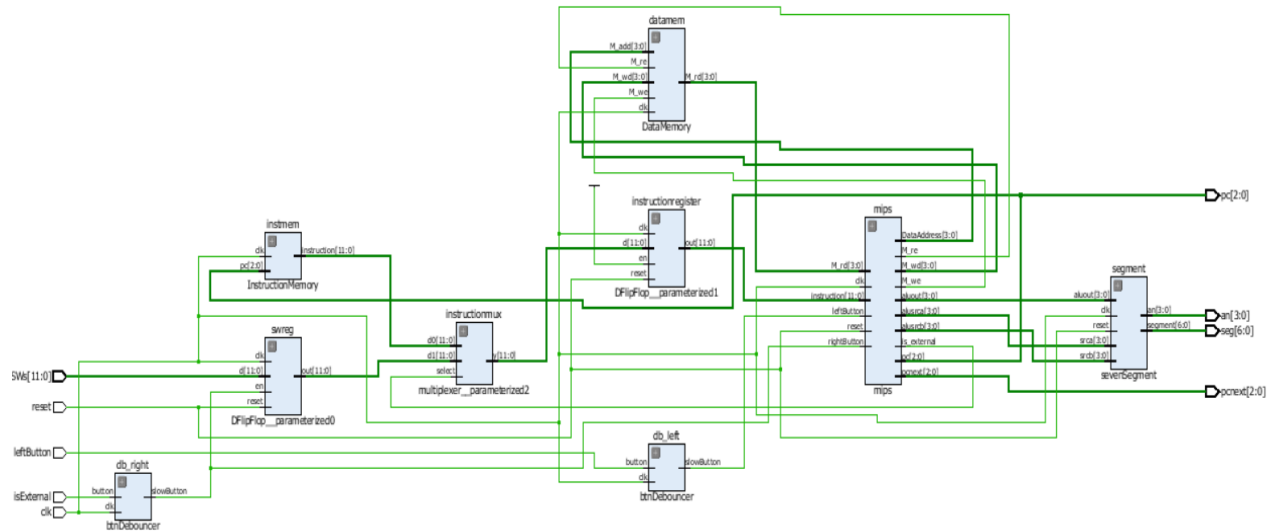 datamem
M_add[3:0]
M_re
M_wd[3:0]
M_we
clk
M_rd[3:0]
DataMemory
pc[2:0]
instructionregister
clk
d[11:0]
en
reset
out[11:0]
DFlipFlop__parameterized1
instmem
clk
pc[2:0]
instruction[11:0]
InstructionMemory
mips
M_rd[3:0]
clk
instruction[11:0]
leftButton
reset
rightButton
DataAddress[3:0]
M_re
M_wd[3:0]
M_we
aluout[3:0]
alusrca[3:0]
alusrcb[3:0]
is_external
pc[2:0]
pcnext[2:0]
mips
segment
aluout[3:0]
clk
reset
srca[3:0]
srcb[3:0]
an[3:0]
segment[6:0]
sevenSegment
an[3:0]
seg[6:0]
pcnext[2:0]
instructionmux
d0[11:0]
d1[11:0]
select
y[11:0]
multiplexer__parameterized2
swreg
clk
d[11:0]
en
reset
out[11:0]
DFlipFlop__parameterized0
SWs[11:0]
reset
leftButton
isExternal
clk
db_right
button
clk
slowButton
btnDebouncer
db_left
button
clk
slowButton
btnDebouncer